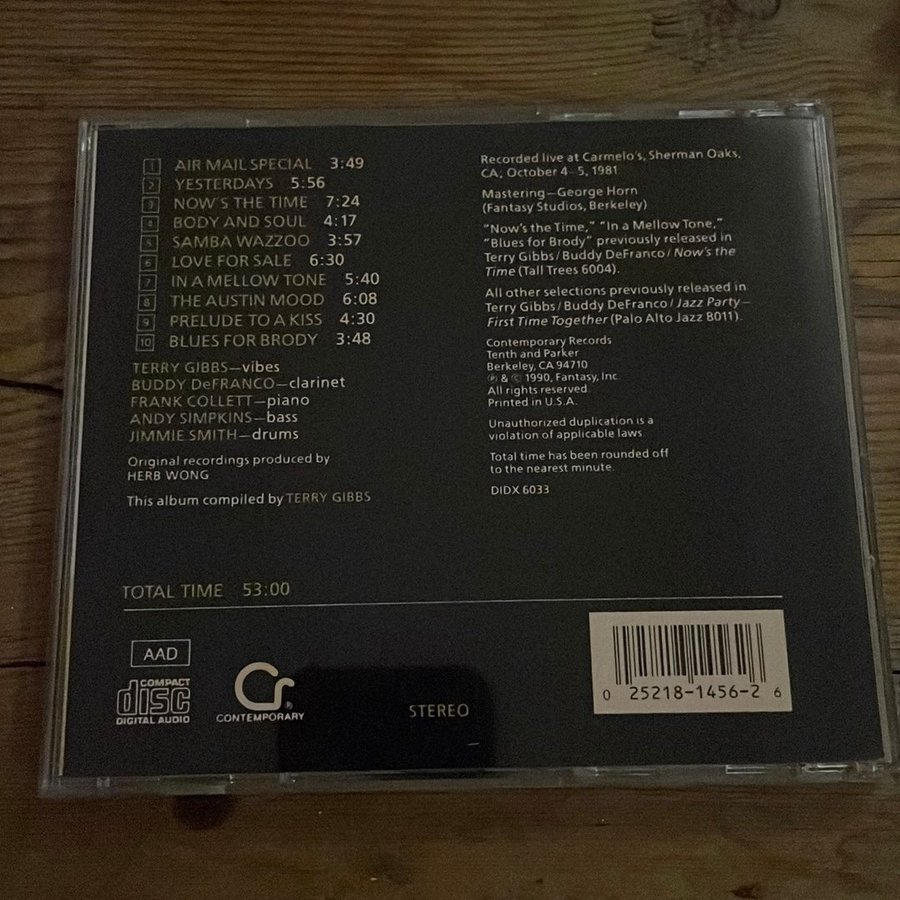 1 AIR MAIL SPECIAL 3:49
2 YESTERDAYS 5:56
3 NOW'S THE TIME 7:24
4 BODY AND SOUL 4:17
5 SAMBA WAZZOO 3:57
6 LOVE FOR SALE 6:30
7 IN A MELLOW TONE 5:40
8 THE AUSTIN MOOD 6:08
9 PRELUDE TO A KISS 4:30
10 BLUES FOR BRODY 3:48
TERRY GIBBS—vibes
BUDDY DeFRANCO—clarinet
FRANK COLLETT—piano
ANDY SIMPKINS—bass
JIMMIE SMITH—drums
Original recordings produced by
HERB WONG
This album compiled by TERRY GIBBS
Recorded live at Carmelo's, Sherman Oaks,
CA; October 4-5, 1981
Mastering—George Horn
(Fantasy Studios, Berkeley)
"Now's the Time," "In a Mellow Tone,"
"Blues for Brody" previously released in
Terry Gibbs/Buddy DeFranco/Now's the
Time (Tall Trees 6004).
All other selections previously released in
Terry Gibbs/Buddy DeFranco/Jazz Party—
First Time Together (Palo Alto Jazz 8011).
Contemporary Records
Tenth and Parker
Berkeley, CA 94710
℗ & © 1990, Fantasy, Inc.
All rights reserved.
Printed in U.S.A.
Unauthorized duplication is a
violation of applicable laws
Total time has been rounded off
to the nearest minute.
DIDX 6033
TOTAL TIME 53:00
AAD
COMPACT
disc
DIGITAL AUDIO
Cr®
CONTEMPORARY
STEREO
0 25218-1456-2 6